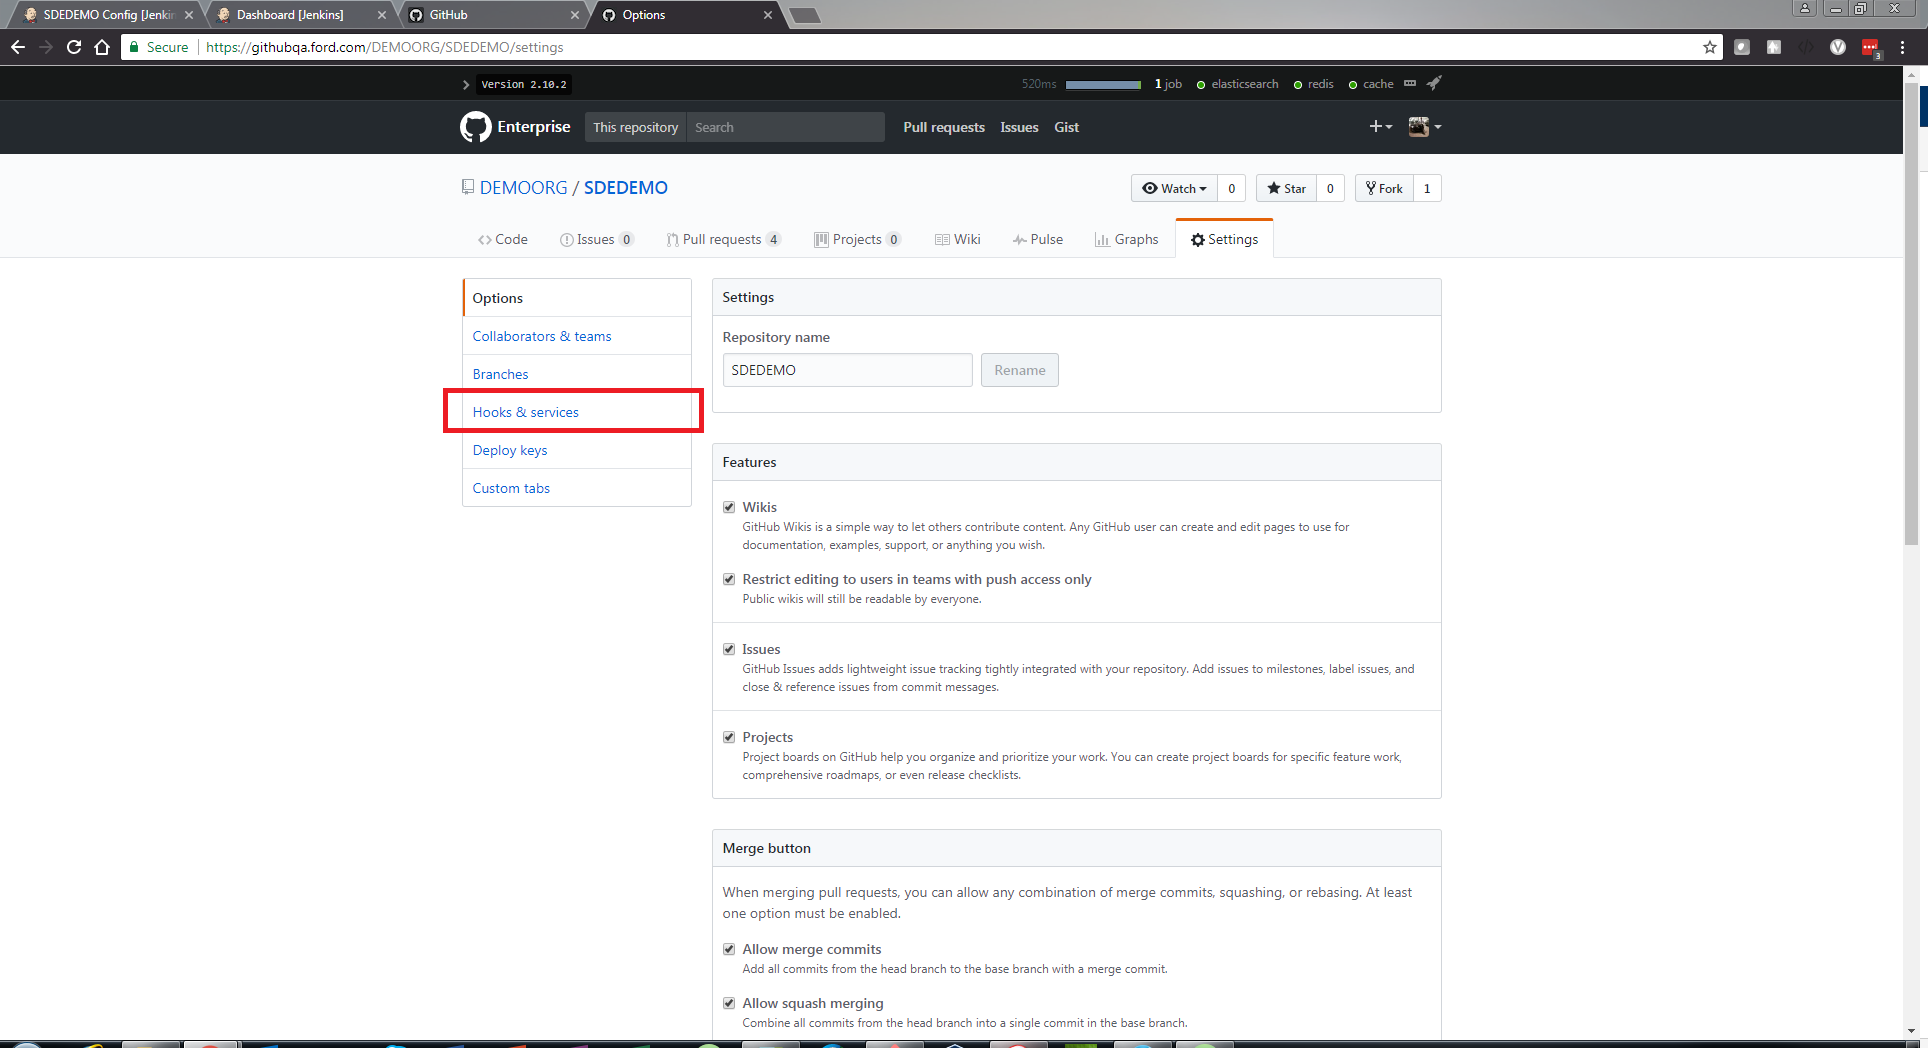 SDEDEMO Config [Jenkin
Dashboard [Jenkins]
GitHub
Options
Secure https://githubqa.ford.com/DEMOORG/SDEDEMO/settings
3
Version 2.10.2 520ms 1 job elasticsearch redis cache
Enterprise This repository Search Pull requests Issues Gist
DEMOORG / SDEDEMO Watch 0 Star 0 Fork 1
Code Issues 0 Pull requests 4 Projects 0 Wiki Pulse Graphs Settings
Options
Collaborators & teams
Branches
Hooks & services
Deploy keys
Custom tabs
Settings
Repository name
SDEDEMO Rename
Features
Wikis
GitHub Wikis is a simple way to let others contribute content. Any GitHub user can create and edit pages to use for
documentation, examples, support, or anything you wish.
Restrict editing to users in teams with push access only
Public wikis will still be readable by everyone.
Issues
GitHub Issues adds lightweight issue tracking tightly integrated with your repository. Add issues to milestones, label issues, and
close & reference issues from commit messages.
Projects
Project boards on GitHub help you organize and prioritize your work. You can create project boards for specific feature work,
comprehensive roadmaps, or even release checklists.
Merge button
When merging pull requests, you can allow any combination of merge commits, squashing, or rebasing. At least
one option must be enabled.
Allow merge commits
Add all commits from the head branch to the base branch with a merge commit.
Allow squash merging
Combine all commits from the head branch into a single commit in the base branch.